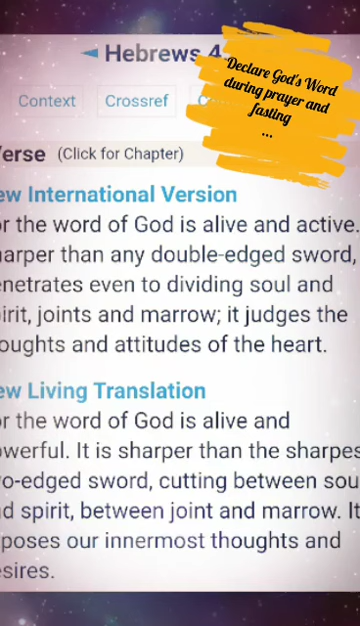 Hebrews 4
Declare God's Word
during prayer and
fasting
...
Context Crossref
erse (Click for Chapter)
ew International Version
or the word of God is alive and active.
arper than any double-edged sword,
enetrates even to dividing soul and
irit, joints and marrow; it judges the
oughts and attitudes of the heart.
ew Living Translation
or the word of God is alive and
owerful. It is sharper than the sharpes
o-edged sword, cutting between sou
d spirit, between joint and marrow. It
poses our innermost thoughts and
esires.